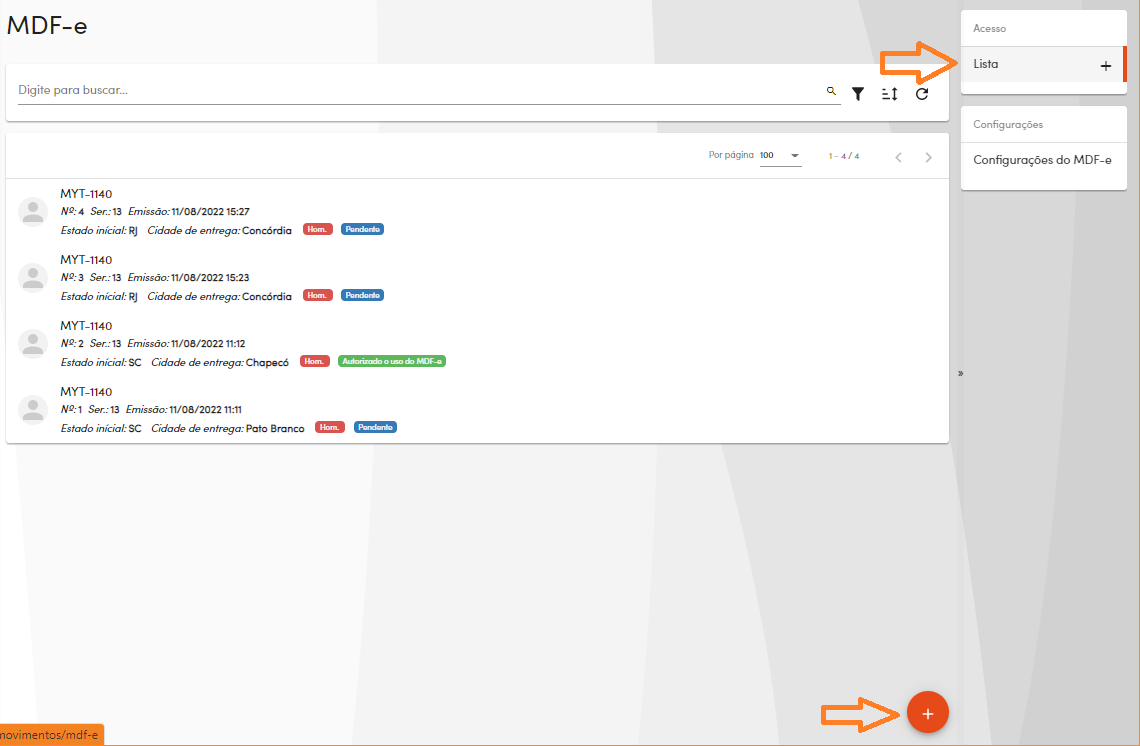 MDF-e
Digite para buscar...
Por página 100 1 - 4 / 4
MYT-1140
Nº: 4 Ser.: 13 Emissão: 11/08/2022 15:27
Estado inícial: RJ Cidade de entrega: Concórdia Hom. Pendente
MYT-1140
Nº: 3 Ser.: 13 Emissão: 11/08/2022 15:23
Estado inícial: RJ Cidade de entrega: Concórdia Hom. Pendente
MYT-1140
Nº: 2 Ser.: 13 Emissão: 11/08/2022 11:12
Estado inícial: SC Cidade de entrega: Chapecó Hom. Autorizado o uso do MDF-e
MYT-1140
Nº: 1 Ser.: 13 Emissão: 11/08/2022 11:11
Estado inícial: SC Cidade de entrega: Pato Branco Hom. Pendente
Acesso
Lista +
Configurações
Configurações do MDF-e
»
+
movimentos/mdf-e